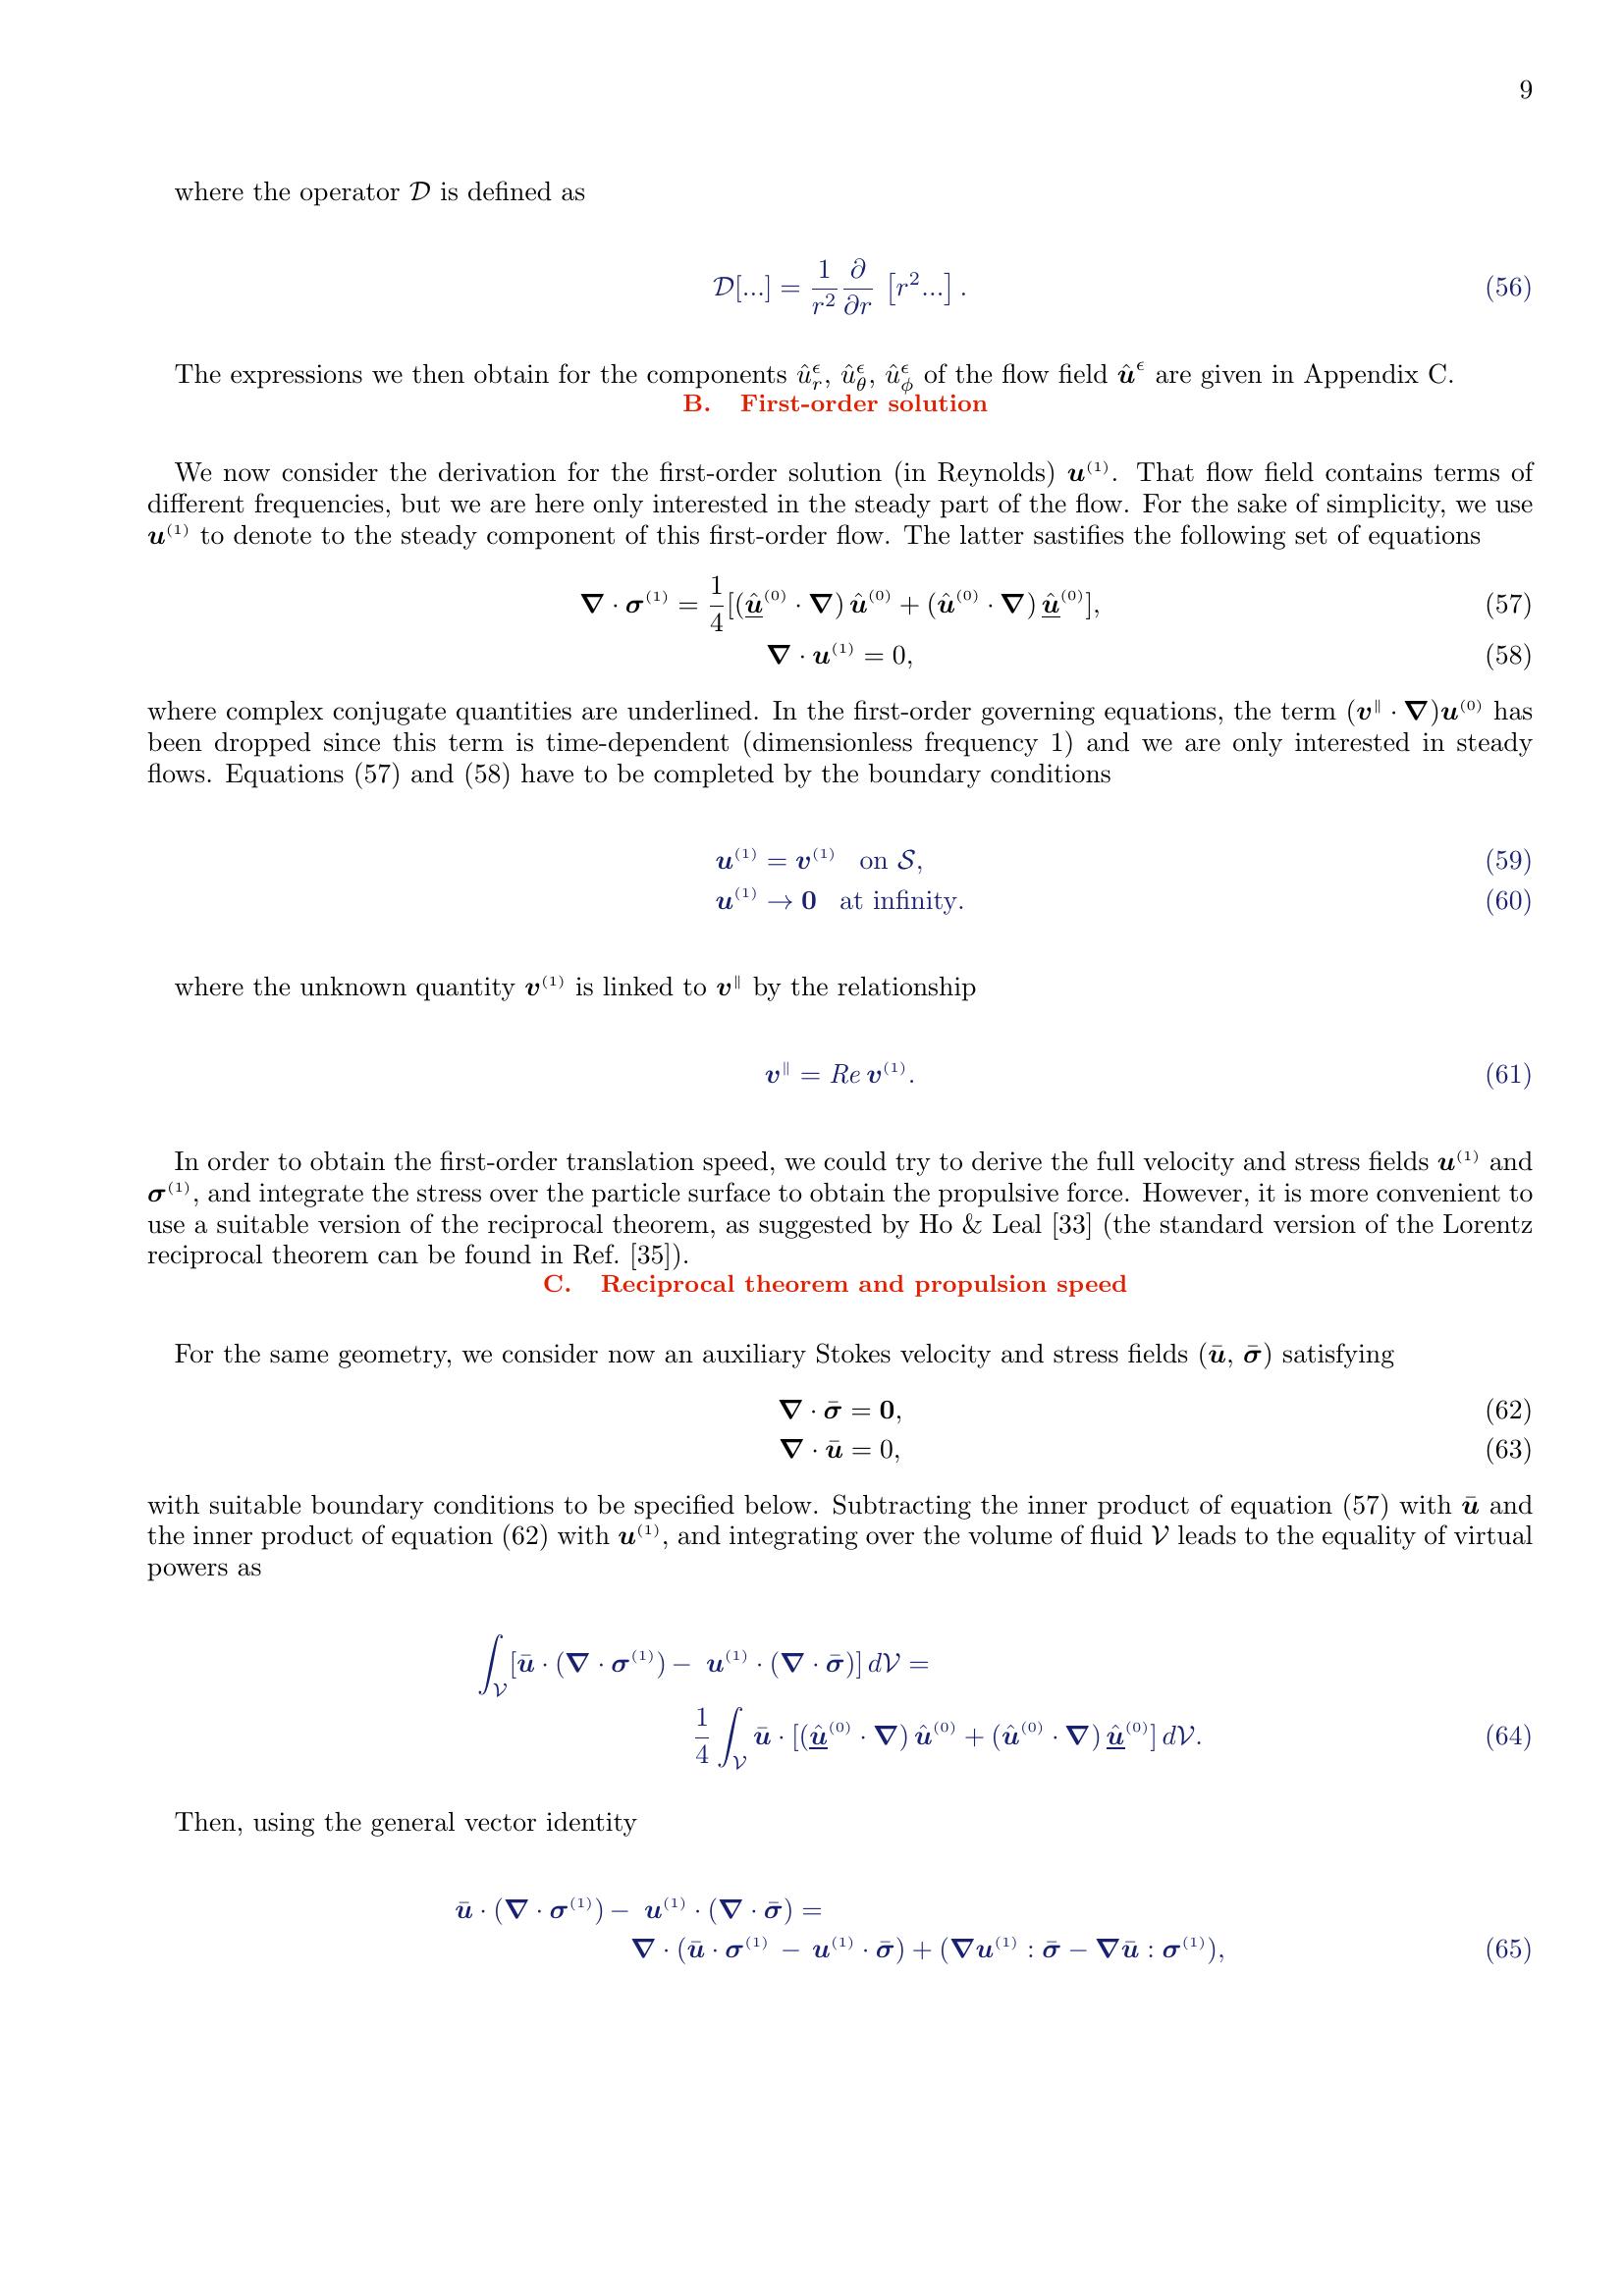 9
where the operator $\mathcal{D}$ is defined as
$$\mathcal{D}[...] = \frac{1}{r^2}\frac{\partial}{\partial r}\left[r^2...\right]. \quad (56)$$
The expressions we then obtain for the components $\hat{u}_r^\epsilon$, $\hat{u}_\theta^\epsilon$, $\hat{u}_\phi^\epsilon$ of the flow field $\hat{\boldsymbol{u}}^\epsilon$ are given in Appendix C.
B. First-order solution
We now consider the derivation for the first-order solution (in Reynolds) $\boldsymbol{u}^{(1)}$. That flow field contains terms of
different frequencies, but we are here only interested in the steady part of the flow. For the sake of simplicity, we use
$\boldsymbol{u}^{(1)}$ to denote to the steady component of this first-order flow. The latter sastifies the following set of equations
$$\boldsymbol{\nabla} \cdot \boldsymbol{\sigma}^{(1)} = \frac{1}{4}[(\underline{\hat{\boldsymbol{u}}}^{(0)} \cdot \boldsymbol{\nabla})\, \hat{\boldsymbol{u}}^{(0)} + (\hat{\boldsymbol{u}}^{(0)} \cdot \boldsymbol{\nabla})\, \underline{\hat{\boldsymbol{u}}}^{(0)}], \quad (57)$$
$$\boldsymbol{\nabla} \cdot \boldsymbol{u}^{(1)} = 0, \quad (58)$$
where complex conjugate quantities are underlined. In the first-order governing equations, the term $(\boldsymbol{v}^{\|} \cdot \boldsymbol{\nabla})\boldsymbol{u}^{(0)}$ has
been dropped since this term is time-dependent (dimensionless frequency 1) and we are only interested in steady
flows. Equations (57) and (58) have to be completed by the boundary conditions
$$\boldsymbol{u}^{(1)} = \boldsymbol{v}^{(1)} \quad \text{on } \mathcal{S}, \quad (59)$$
$$\boldsymbol{u}^{(1)} \to \boldsymbol{0} \quad \text{at infinity.} \quad (60)$$
where the unknown quantity $\boldsymbol{v}^{(1)}$ is linked to $\boldsymbol{v}^{\|}$ by the relationship
$$\boldsymbol{v}^{\|} = Re\, \boldsymbol{v}^{(1)}. \quad (61)$$
In order to obtain the first-order translation speed, we could try to derive the full velocity and stress fields $\boldsymbol{u}^{(1)}$ and
$\boldsymbol{\sigma}^{(1)}$, and integrate the stress over the particle surface to obtain the propulsive force. However, it is more convenient to
use a suitable version of the reciprocal theorem, as suggested by Ho & Leal [33] (the standard version of the Lorentz
reciprocal theorem can be found in Ref. [35]).
C. Reciprocal theorem and propulsion speed
For the same geometry, we consider now an auxiliary Stokes velocity and stress fields ($\bar{\boldsymbol{u}}$, $\bar{\boldsymbol{\sigma}}$) satisfying
$$\boldsymbol{\nabla} \cdot \bar{\boldsymbol{\sigma}} = \boldsymbol{0}, \quad (62)$$
$$\boldsymbol{\nabla} \cdot \bar{\boldsymbol{u}} = 0, \quad (63)$$
with suitable boundary conditions to be specified below. Subtracting the inner product of equation (57) with $\bar{\boldsymbol{u}}$ and
the inner product of equation (62) with $\boldsymbol{u}^{(1)}$, and integrating over the volume of fluid $\mathcal{V}$ leads to the equality of virtual
powers as
$$\int_{\mathcal{V}} [\bar{\boldsymbol{u}} \cdot (\boldsymbol{\nabla} \cdot \boldsymbol{\sigma}^{(1)}) - \boldsymbol{u}^{(1)} \cdot (\boldsymbol{\nabla} \cdot \bar{\boldsymbol{\sigma}})]\, d\mathcal{V} =$$
$$\frac{1}{4} \int_{\mathcal{V}} \bar{\boldsymbol{u}} \cdot [(\underline{\hat{\boldsymbol{u}}}^{(0)} \cdot \boldsymbol{\nabla})\, \hat{\boldsymbol{u}}^{(0)} + (\hat{\boldsymbol{u}}^{(0)} \cdot \boldsymbol{\nabla})\, \underline{\hat{\boldsymbol{u}}}^{(0)}]\, d\mathcal{V}. \quad (64)$$
Then, using the general vector identity
$$\bar{\boldsymbol{u}} \cdot (\boldsymbol{\nabla} \cdot \boldsymbol{\sigma}^{(1)}) - \boldsymbol{u}^{(1)} \cdot (\boldsymbol{\nabla} \cdot \bar{\boldsymbol{\sigma}}) =$$
$$\boldsymbol{\nabla} \cdot (\bar{\boldsymbol{u}} \cdot \boldsymbol{\sigma}^{(1)} - \boldsymbol{u}^{(1)} \cdot \bar{\boldsymbol{\sigma}}) + (\boldsymbol{\nabla}\boldsymbol{u}^{(1)} : \bar{\boldsymbol{\sigma}} - \boldsymbol{\nabla}\bar{\boldsymbol{u}} : \boldsymbol{\sigma}^{(1)}), \quad (65)$$